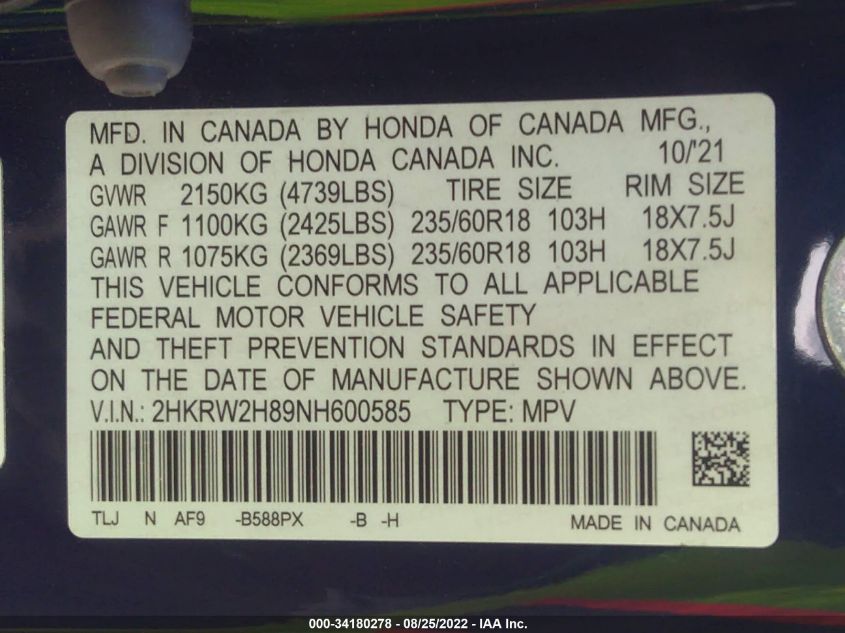 MFD. IN CANADA BY HONDA OF CANADA MFG.,
A DIVISION OF HONDA CANADA INC. 10/'21
GVWR 2150KG (4739LBS) TIRE SIZE RIM SIZE
GAWR F 1100KG (2425LBS) 235/60R18 103H 18X7.5J
GAWR R 1075KG (2369LBS) 235/60R18 103H 18X7.5J
THIS VEHICLE CONFORMS TO ALL APPLICABLE
FEDERAL MOTOR VEHICLE SAFETY
AND THEFT PREVENTION STANDARDS IN EFFECT
ON THE DATE OF MANUFACTURE SHOWN ABOVE.
V.I.N.: 2HKRW2H89NH600585 TYPE: MPV
TLJ N AF9 -B588PX -B -H MADE IN CANADA
000-34180278 - 08/25/2022 - IAA Inc.